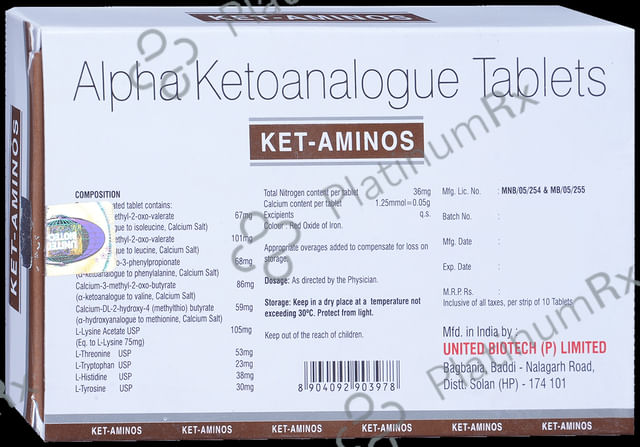 KET-AMINOS
Alpha Ketoanalogue Tablets
KET-AMINOS
KET-AMINOS
COMPOSITION
ated tablet contains:
ethyl-2-oxo-valerate 67mg
gue to isoleucine, Calcium Salt)
ethyl-2-oxo-valerate 101mg
gue to leucine, Calcium Salt)
o-3-phenylpropionate 68mg
(α-ketoanalogue to phenylalanine, Calcium Salt)
Calcium-3-methyl-2-oxo-butyrate 86mg
(α-ketoanalogue to valine, Calcium Salt)
Calcium-DL-2-hydroxy-4 (methylthio) butyrate 59mg
(α-hydroxyanalogue to methionine, Calcium Salt)
L-Lysine Acetate USP 105mg
(Eq. to L-Lysine 75mg)
L-Threonine USP 53mg
L-Tryptophan USP 23mg
L-Histidine USP 38mg
L-Tyrosine USP 30mg
Total Nitrogen content per tablet 36mg
Calcium content per tablet 1.25mmol=0.05g
Excipients q.s.
Colour : Red Oxide of Iron.
Appropriate overages added to compensate for loss on
storage.
Dosage: As directed by the Physician.
Storage: Keep in a dry place at a temperature not
exceeding 30ºC. Protect from light.
Keep out of the reach of children.
8 904092 903978
Mfg. Lic. No. : MNB/05/254 & MB/05/255
Batch No. :
Mfg. Date :
Exp. Date :
M.R.P. Rs. :
Inclusive of all taxes, per strip of 10 Tablets
Mfd. in India by :
UNITED BIOTECH (P) LIMITED
Bagbania, Baddi - Nalagarh Road,
Distt. Solan (HP) - 174 101
KET-AMINOS KET-AMINOS KET-AMINOS KET-AMINOS KET-AMINOS KET-AMINOS
PlatinumRx
PlatinumRx
PlatinumRx